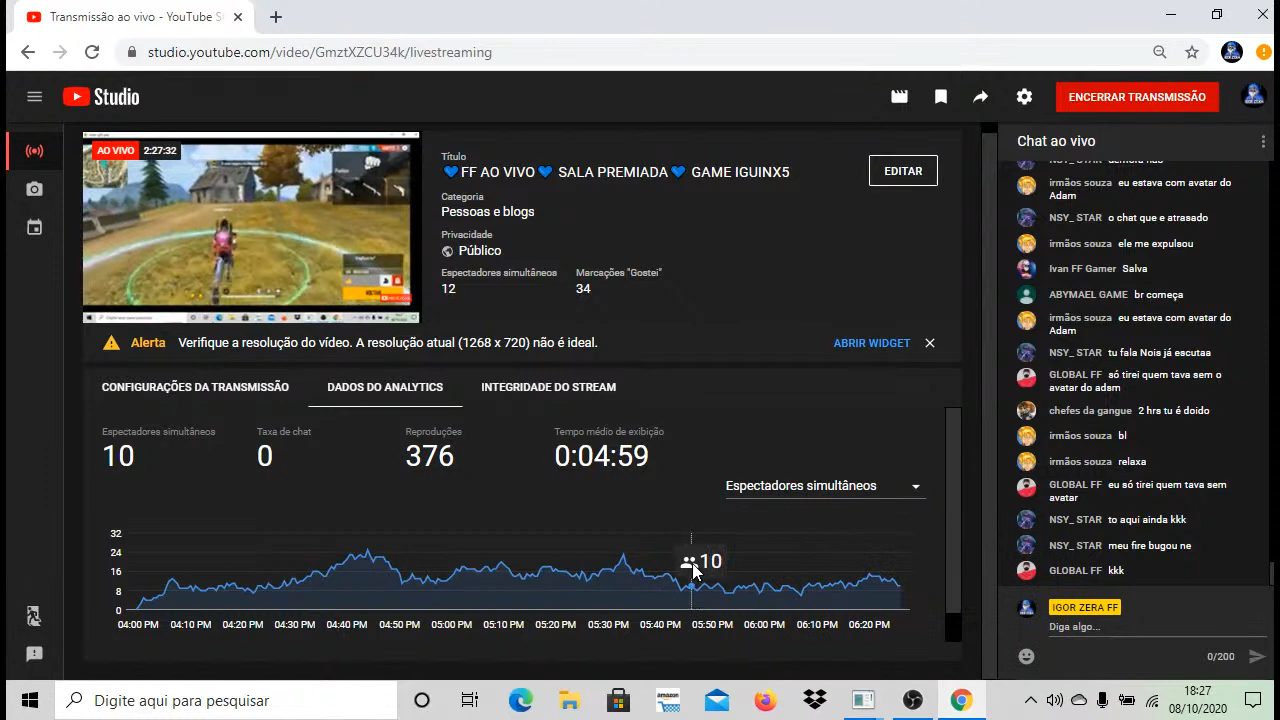 Transmissão ao vivo - YouTube S
studio.youtube.com/video/GmztXZCU34k/livestreaming
Studio
ENCERRAR TRANSMISSÃO
AO VIVO 2:27:32
Título
💙FF AO VIVO💙 SALA PREMIADA💙 GAME IGUINX5
EDITAR
Categoria
Pessoas e blogs
Privacidade
Público
Espectadores simultâneos
12
Marcações "Gostei"
34
Alerta Verifique a resolução do vídeo. A resolução atual (1268 x 720) não é ideal.
ABRIR WIDGET
CONFIGURAÇÕES DA TRANSMISSÃO
DADOS DO ANALYTICS
INTEGRIDADE DO STREAM
Espectadores simultâneos
10
Taxa de chat
0
Reproduções
376
Tempo médio de exibição
0:04:59
Espectadores simultâneos
32
24
16
8
0
10
04:00 PM 04:10 PM 04:20 PM 04:30 PM 04:40 PM 04:50 PM 05:00 PM 05:10 PM 05:20 PM 05:30 PM 05:40 PM 05:50 PM 06:00 PM 06:10 PM 06:20 PM
Chat ao vivo
irmãos souza eu estava com avatar do
Adam
NSY_ STAR o chat que e atrasado
irmãos souza ele me expulsou
Ivan FF Gamer Salva
ABYMAEL GAME br começa
irmãos souza eu estava com avatar do
Adam
NSY_ STAR tu fala Nois já escutaa
GLOBAL FF só tirei quem tava sem o
avatar do adsm
chefes da gangue 2 hrs tu é doido
irmãos souza bl
irmãos souza relaxa
GLOBAL FF eu só tirei quem tava sem
avatar
NSY_ STAR to aqui ainda kkk
NSY_ STAR meu fire bugou ne
GLOBAL FF kkk
IGOR ZERA FF
Diga algo...
0/200
Digite aqui para pesquisar
amazon
18:27
08/10/2020